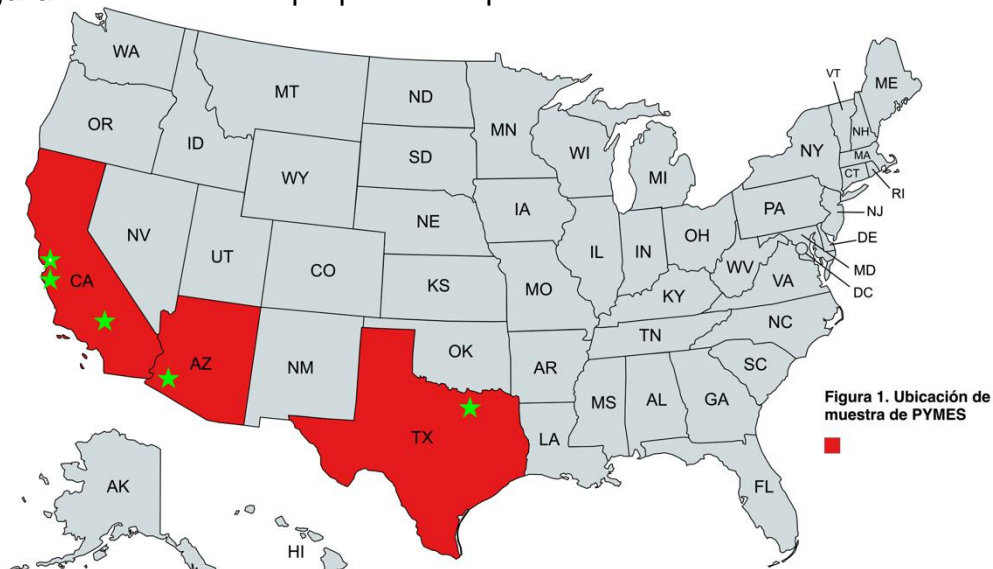 WA
MT
ND
MN
OR
ID
SD
WI
MI
VT
ME
NH
NY
MA
CT
RI
WY
IA
NE
PA
NJ
NV
UT
CO
IL
IN
OH
DE
MD
DC
WV
VA
CA
KS
MO
KY
NC
TN
AZ
NM
OK
AR
SC
MS
AL
GA
TX
LA
FL
Figura 1. Ubicación de
muestra de PYMES
AK
HI